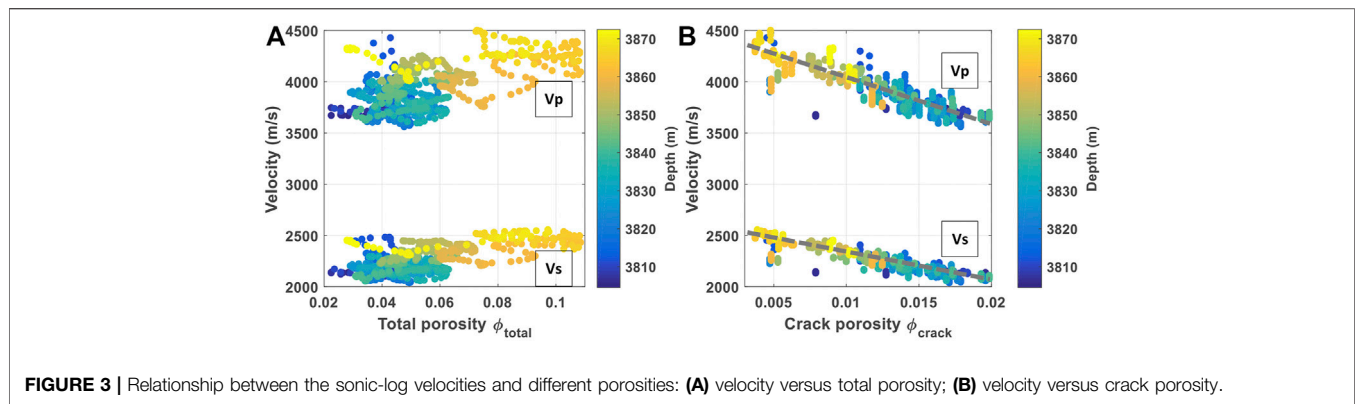 A
4500
4000
3500
3000
2500
2000
Velocity (m/s)
Vp
Vs
0.02 0.04 0.06 0.08 0.1
Total porosity ϕtotal
3870
3860
3850
3840
3830
3820
3810
Depth (m)
B
4500
4000
3500
3000
2500
2000
Velocity (m/s)
Vp
Vs
0.005 0.01 0.015 0.02
Crack porosity ϕcrack
3870
3860
3850
3840
3830
3820
3810
Depth (m)
FIGURE 3 | Relationship between the sonic-log velocities and different porosities: (A) velocity versus total porosity; (B) velocity versus crack porosity.